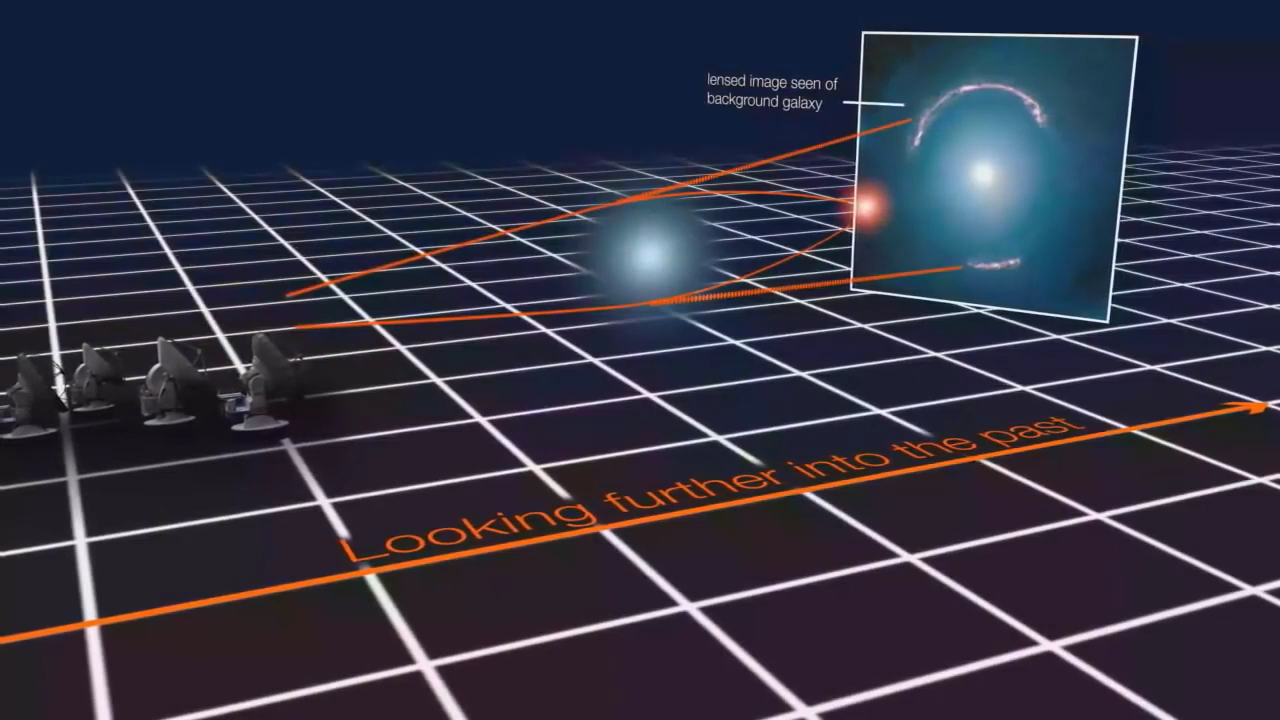 lensed image seen of
background galaxy
Looking further into the past